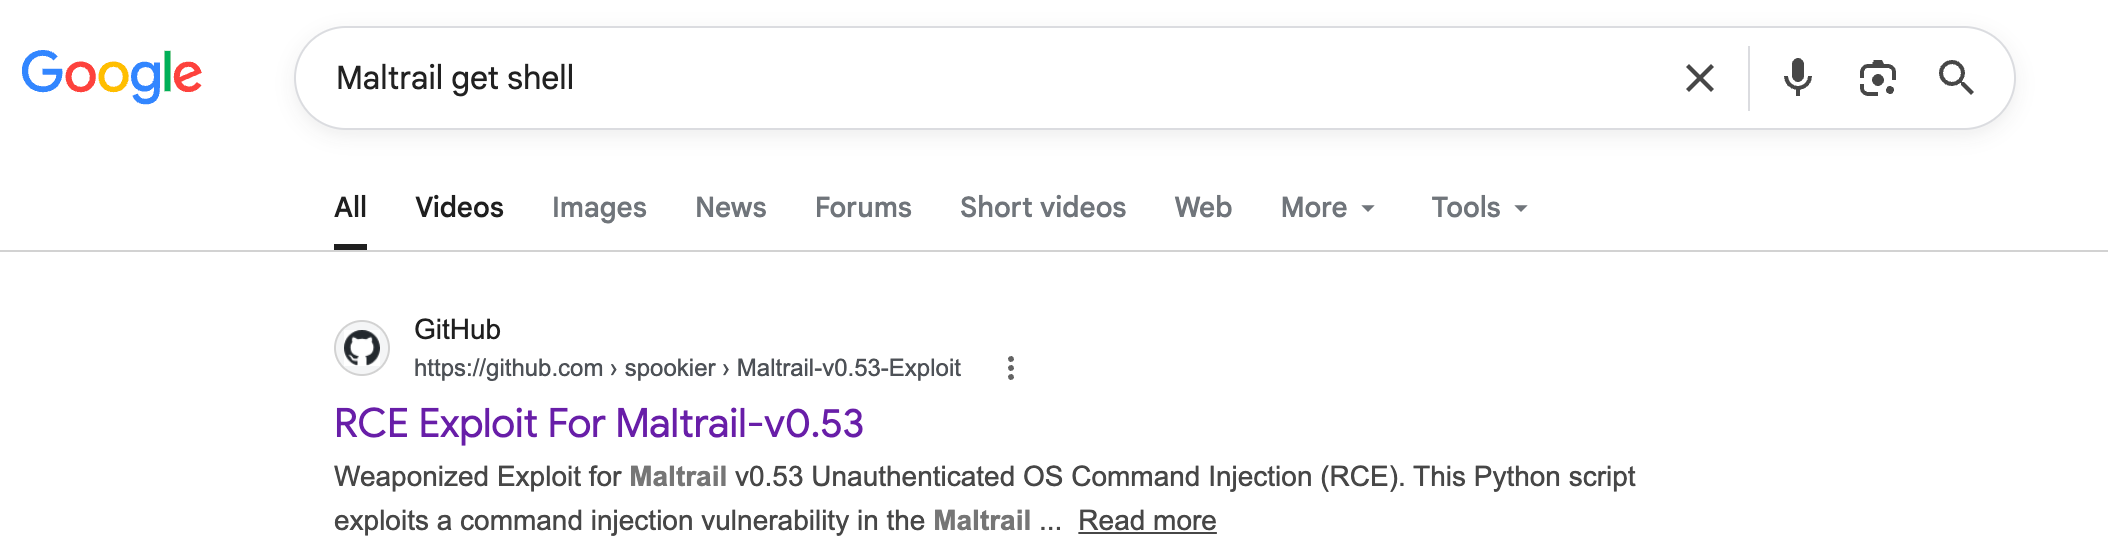 Google
Maltrail get shell
All Videos Images News Forums Short videos Web More Tools
GitHub
https://github.com › spookier › Maltrail-v0.53-Exploit
RCE Exploit For Maltrail-v0.53
Weaponized Exploit for Maltrail v0.53 Unauthenticated OS Command Injection (RCE). This Python script
exploits a command injection vulnerability in the Maltrail ... Read more